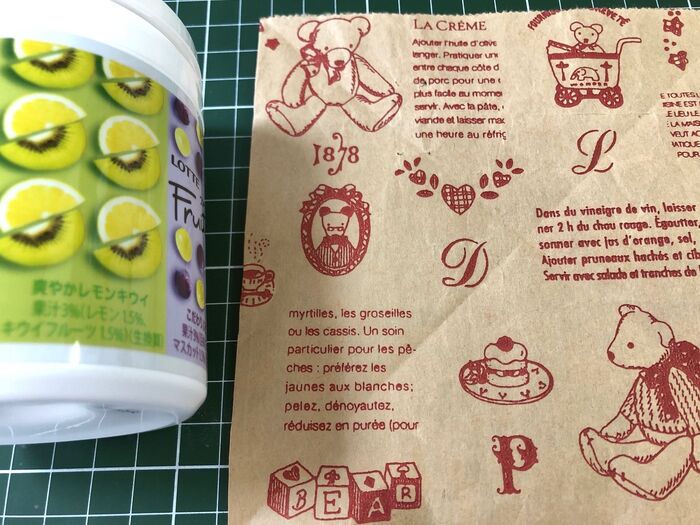 LOTTE
爽やかレモンキウイ
果汁3%(レモン1.5%、
キウイフルーツ1.5%)(生換算)
LA CRÈME
Ajouter l'huile d'olive
anger. Pratiquer un
entre chaque côte d
de porc pour une
plus facile au mome
servir. Avec la pâte,
viande et laisser ma
une heure au réfrig
1878
L
D
Dans du vinaigre de vin, laisser
ner 2 h du chou rouge. Égoutter,
sonner avec jus d'orange, sel,
Ajouter pruneaux hachés et
Servir avec salade et tranches de
myrtilles, les groseilles
ou les cassis. Un soin
particulier pour les pê-
ches : préférez les
jaunes aux blanches;
pelez, dénoyautez,
réduisez en purée (pour
P
BEAR